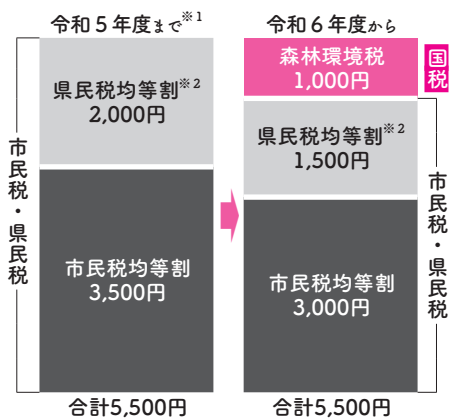 令和5年度まで※1
県民税均等割※2
2,000円
市民税均等割
3,500円
市民税・県民税
合計5,500円
令和6年度から
森林環境税
1,000円
国税
県民税均等割※2
1,500円
市民税均等割
3,000円
市民税・県民税
合計5,500円